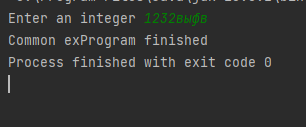 Enter an integer 1232выфв
Common exProgram finished
Process finished with exit code 0